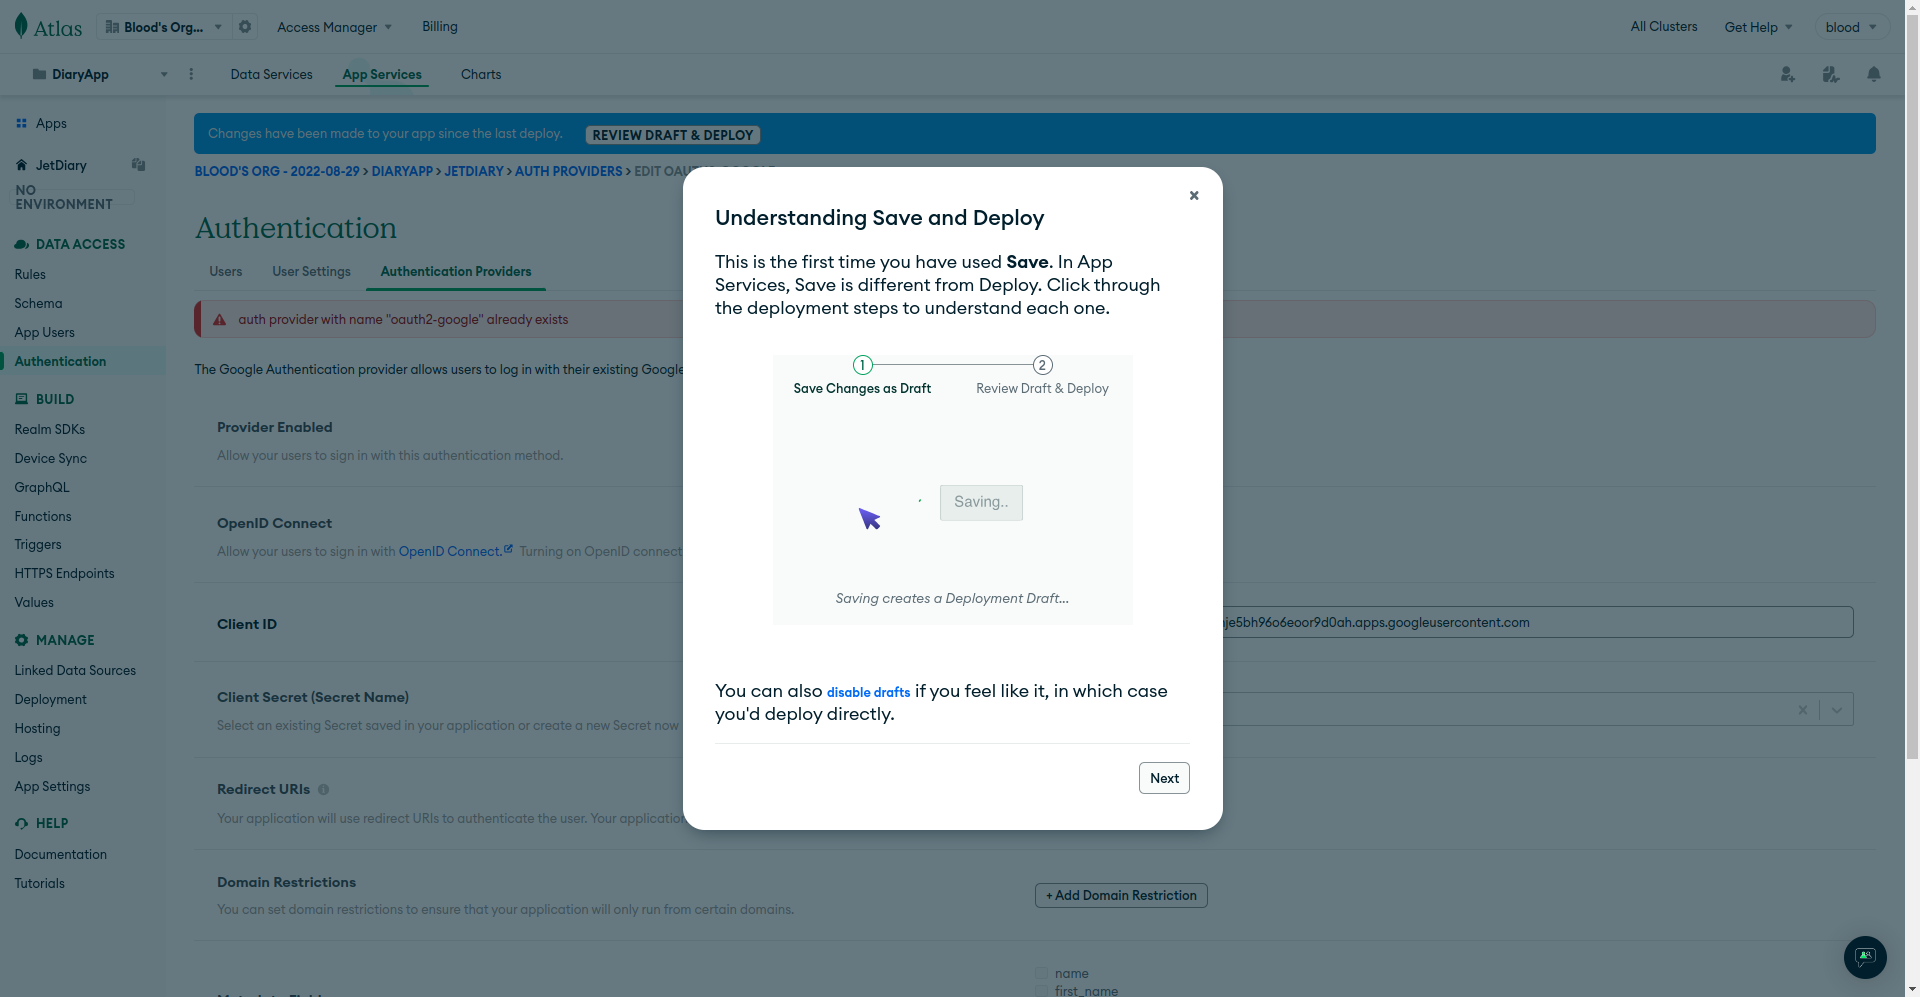 Atlas
Blood's Org...
Access Manager
Billing
All Clusters
Get Help
blood
DiaryApp
Data Services
App Services
Charts
Apps
JetDiary
NO ENVIRONMENT
DATA ACCESS
Rules
Schema
App Users
Authentication
BUILD
Realm SDKs
Device Sync
GraphQL
Functions
Triggers
HTTPS Endpoints
Values
MANAGE
Linked Data Sources
Deployment
Hosting
Logs
App Settings
HELP
Documentation
Tutorials
Changes have been made to your app since the last deploy.
REVIEW DRAFT & DEPLOY
BLOOD'S ORG - 2022-08-29 > DIARYAPP > JETDIARY > AUTH PROVIDERS > EDIT
Authentication
Users
User Settings
Authentication Providers
auth provider with name "oauth2-google" already exists
The Google Authentication provider allows users to log in with their existing Google
Provider Enabled
Allow your users to sign in with this authentication method.
OpenID Connect
Allow your users to sign in with OpenID Connect. Turning on OpenID connect
Client ID
je5bh96o6eoor9d0ah.apps.googleusercontent.com
Client Secret (Secret Name)
Select an existing Secret saved in your application or create a new Secret now
Redirect URIs
Your application will use redirect URIs to authenticate the user. Your application
Domain Restrictions
You can set domain restrictions to ensure that your application will only run from certain domains.
+ Add Domain Restriction
name
first_name
Understanding Save and Deploy
This is the first time you have used Save. In App
Services, Save is different from Deploy. Click through
the deployment steps to understand each one.
1
2
Save Changes as Draft
Review Draft & Deploy
Saving..
Saving creates a Deployment Draft...
You can also disable drafts if you feel like it, in which case
you'd deploy directly.
Next